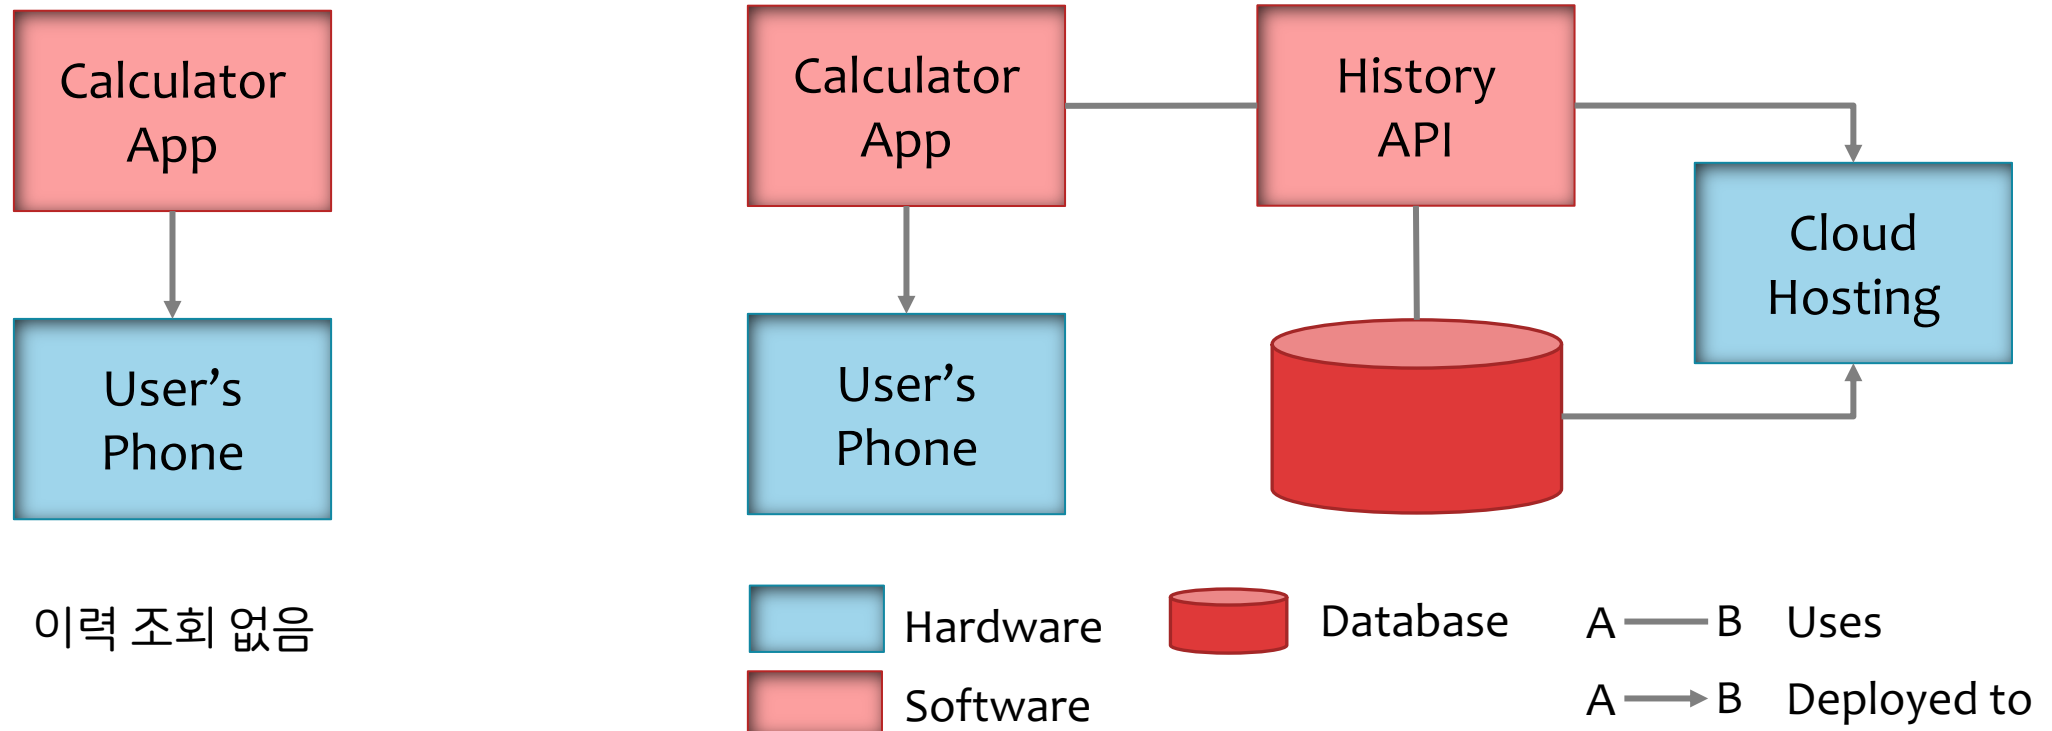 Calculator
App
User’s
Phone
이력 조회 없음
Calculator
App
History
API
Cloud
Hosting
User’s
Phone
Hardware
Software
Database
A B Uses
A B Deployed to